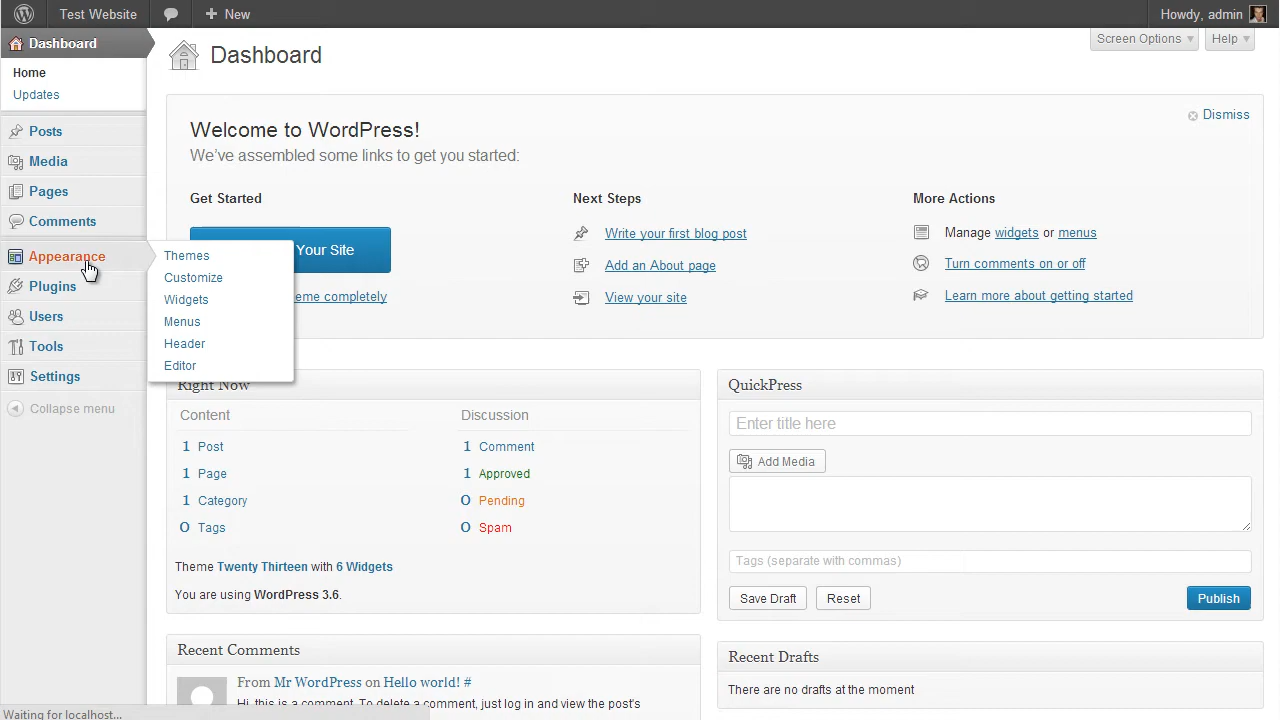 Test Website
New
Howdy, admin
Dashboard
Home
Updates
Posts
Media
Pages
Comments
Appearance
Plugins
Users
Tools
Settings
Collapse menu
Themes
Customize
Widgets
Menus
Header
Editor
Dashboard
Screen Options
Help
Welcome to WordPress!
We've assembled some links to get you started:
Dismiss
Get Started
Your Site
eme completely
Next Steps
Write your first blog post
Add an About page
View your site
More Actions
Manage widgets or menus
Turn comments on or off
Learn more about getting started
Right Now
Content
1 Post
1 Page
1 Category
0 Tags
Discussion
1 Comment
1 Approved
0 Pending
0 Spam
Theme Twenty Thirteen with 6 Widgets
You are using WordPress 3.6.
QuickPress
Enter title here
Add Media
Tags (separate with commas)
Save Draft
Reset
Publish
Recent Comments
From Mr WordPress on Hello world! #
Hi, this is a comment. To delete a comment, just log in and view the post's
Recent Drafts
There are no drafts at the moment
Waiting for localhost...